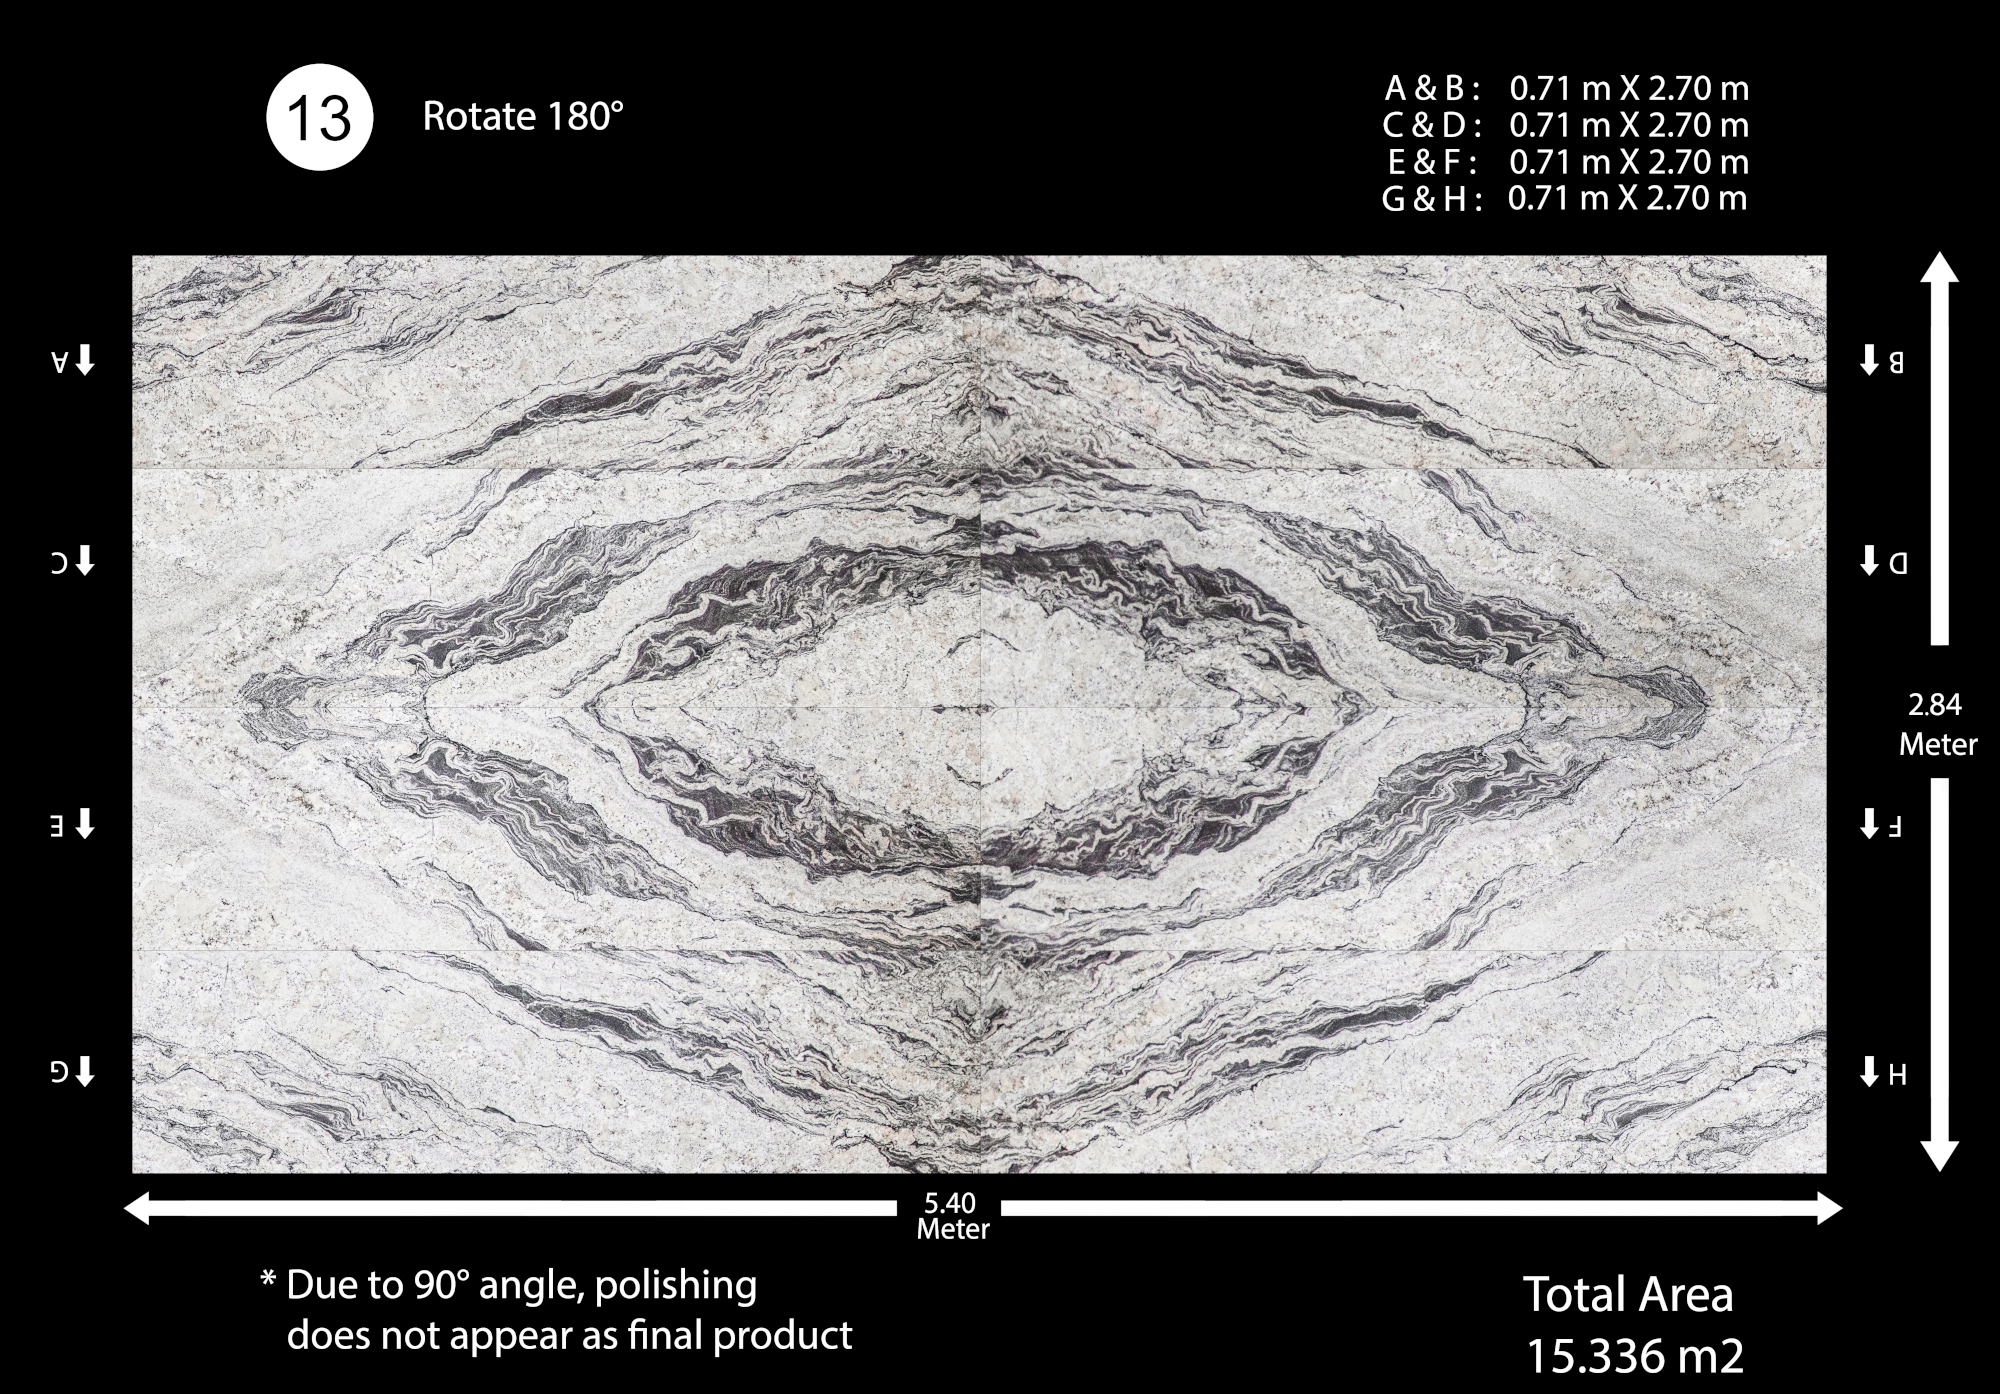 13 Rotate 180°
A & B : 0.71 m X 2.70 m
C & D : 0.71 m X 2.70 m
E & F : 0.71 m X 2.70 m
G & H : 0.71 m X 2.70 m
A
B
C
D
E
F
G
H
2.84
Meter
5.40
Meter
* Due to 90° angle, polishing
does not appear as final product
Total Area
15.336 m2